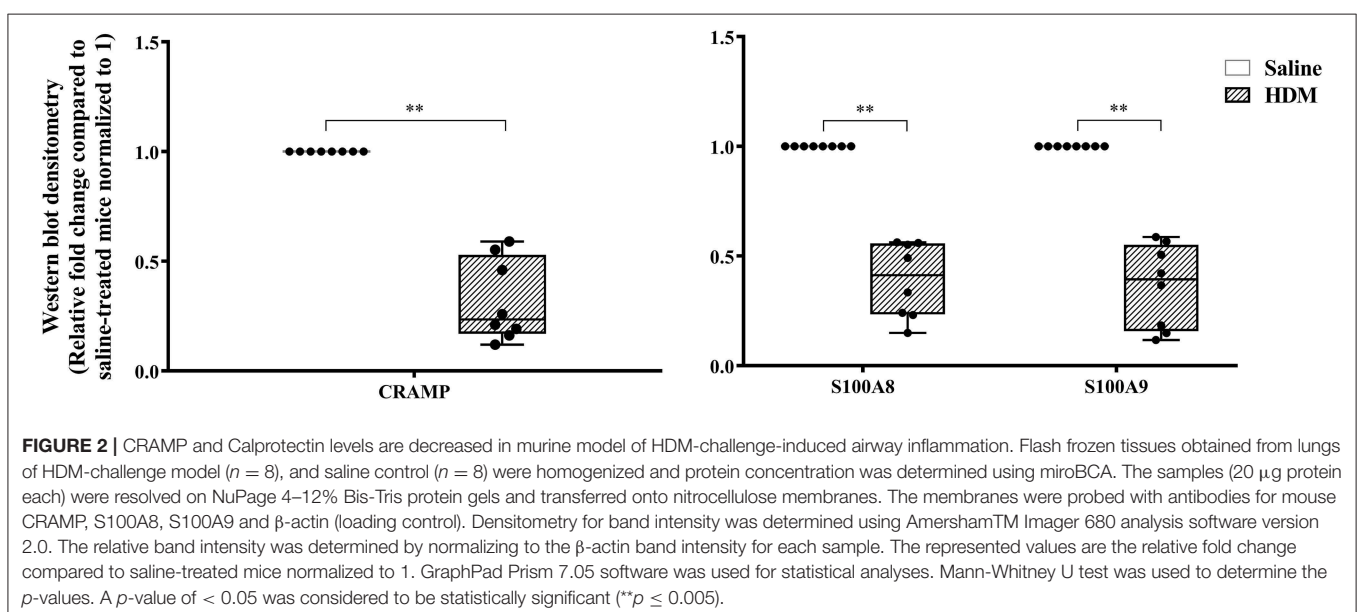 Western blot densitometry
(Relative fold change compared to
saline-treated mice normalized to 1)
1.5
1.0
0.5
0.0
**
CRAMP
1.5
1.0
0.5
0.0
**
**
S100A8
S100A9
Saline
HDM
FIGURE 2 | CRAMP and Calprotectin levels are decreased in murine model of HDM-challenge-induced airway inflammation. Flash frozen tissues obtained from lungs
of HDM-challenge model (n = 8), and saline control (n = 8) were homogenized and protein concentration was determined using miroBCA. The samples (20 μg protein
each) were resolved on NuPage 4–12% Bis-Tris protein gels and transferred onto nitrocellulose membranes. The membranes were probed with antibodies for mouse
CRAMP, S100A8, S100A9 and β-actin (loading control). Densitometry for band intensity was determined using AmershamTM Imager 680 analysis software version
2.0. The relative band intensity was determined by normalizing to the β-actin band intensity for each sample. The represented values are the relative fold change
compared to saline-treated mice normalized to 1. GraphPad Prism 7.05 software was used for statistical analyses. Mann-Whitney U test was used to determine the
p-values. A p-value of < 0.05 was considered to be statistically significant (**p ≤ 0.005).